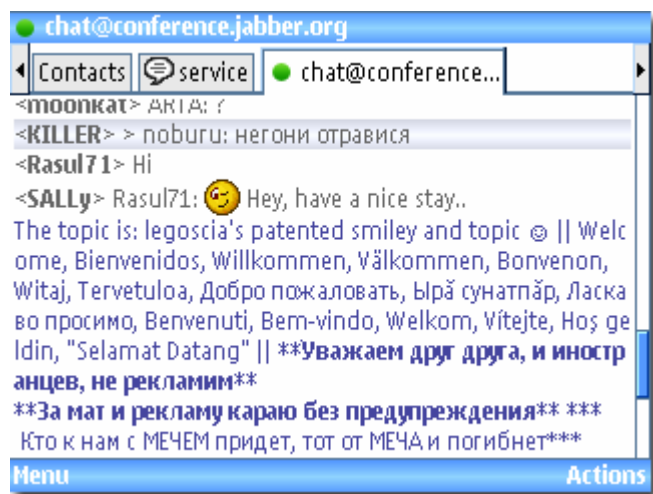 chat@conference.jabber.org
Contacts service chat@conference...
<moonkat> ARTA: ?
<KILLER> > noburu: негони отравися
<Rasul71> Hi
<SALLy> Rasul71: Hey, have a nice stay..
The topic is: legoscia's patented smiley and topic ☺ || Welc
ome, Bienvenidos, Willkommen, Välkommen, Bonvenon,
Witaj, Tervetuloa, Добро пожаловать, Ырă сунатпăр, Ласка
во просимо, Benvenuti, Bem-vindo, Welkom, Vítejte, Hoş ge
ldin, "Selamat Datang" || **Уважаем друг друга, и иностр
анцев, не рекламим**
**За мат и рекламу караю без предупреждения** ***
Кто к нам с МЕЧЕМ придет, тот от МЕЧА и погибнет***
Menu Actions